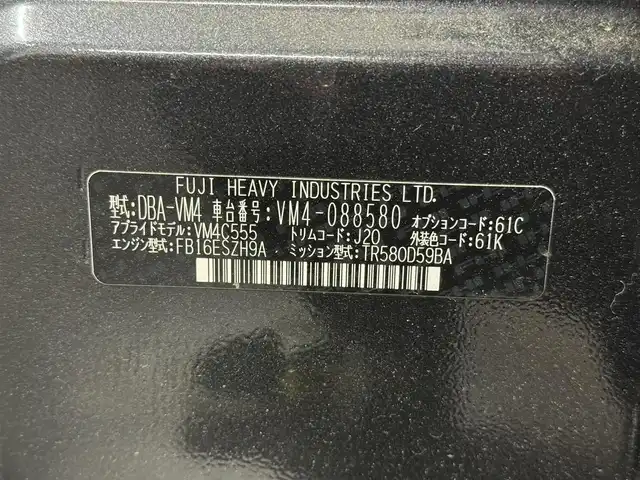 FUJI HEAVY INDUSTRIES LTD.
型式:DBA-VM4 車台番号:VM4-088580 オプションコード:61C
アプライドモデル:VM4C555 トリムコード:J20 外装色コード:61K
エンジン型式:FB16ESZH9A ミッション型式:TR580D59BA